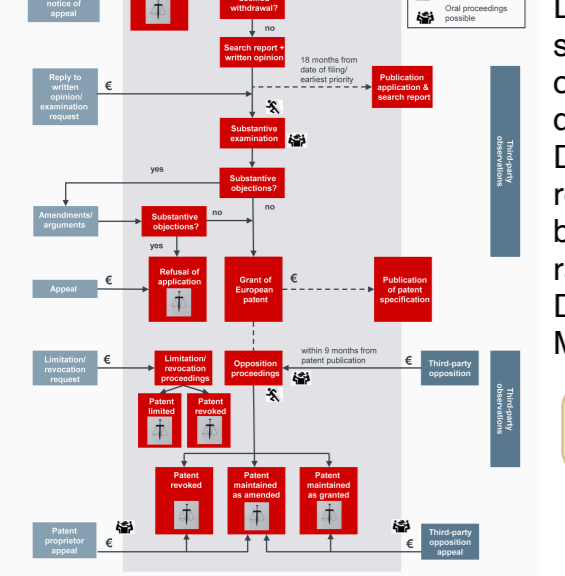 notice of
appeal
withdrawal?
Oral proceedings
possible
no
Search report +
written opinion
18 months from
date of filing/
earliest priority
Publication
application &
search report
Reply to
written
opinion/
examination
request
€
Substantive
examination
Third-party
observations
yes
Substantive
objections?
no
Amendments/
arguments
Substantive
objections?
no
yes
Appeal
€
Refusal of
application
Grant of
European
patent
€
Publication
of patent
specification
Limitation/
revocation
request
€
Limitation/
revocation
proceedings
Opposition
proceedings
within 9 months from
patent publication
€
Third-party
opposition
Third-party
observations
Patent
limited
Patent
revoked
Patent
revoked
Patent
maintained
as amended
Patent
maintained
as granted
Patent
proprietor
appeal
€
€
Third-party
opposition
appeal